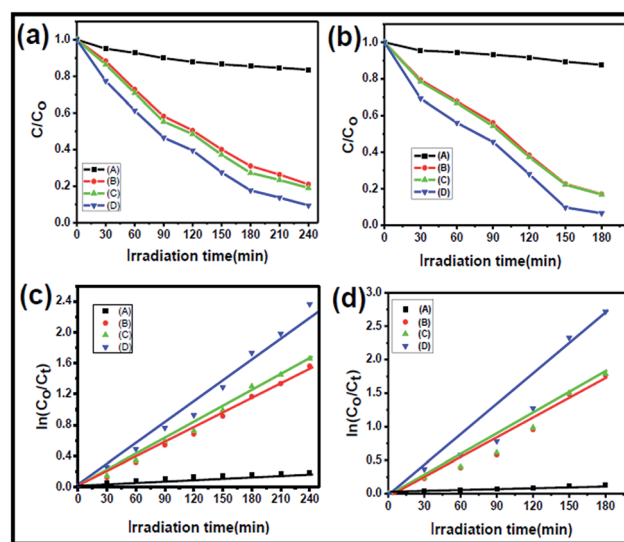 (a)
C/Co
1.0
0.8
0.6
0.4
0.2
0.0
(A)
(B)
(C)
(D)
0 30 60 90 120 150 180 210 240
Irradiation time(min)
(b)
C/Co
1.0
0.8
0.6
0.4
0.2
0.0
(A)
(B)
(C)
(D)
0 30 60 90 120 150 180
Irradiation time(min)
(c)
ln(Co/Ct)
2.4
2.0
1.6
1.2
0.8
0.4
0.0
(A)
(B)
(C)
(D)
0 30 60 90 120 150 180 210 240
Irradiation time(min)
(d)
ln(Co/Ct)
3.0
2.5
2.0
1.5
1.0
0.5
0.0
(A)
(B)
(C)
(D)
0 30 60 90 120 150 180
Irradiation time(min)